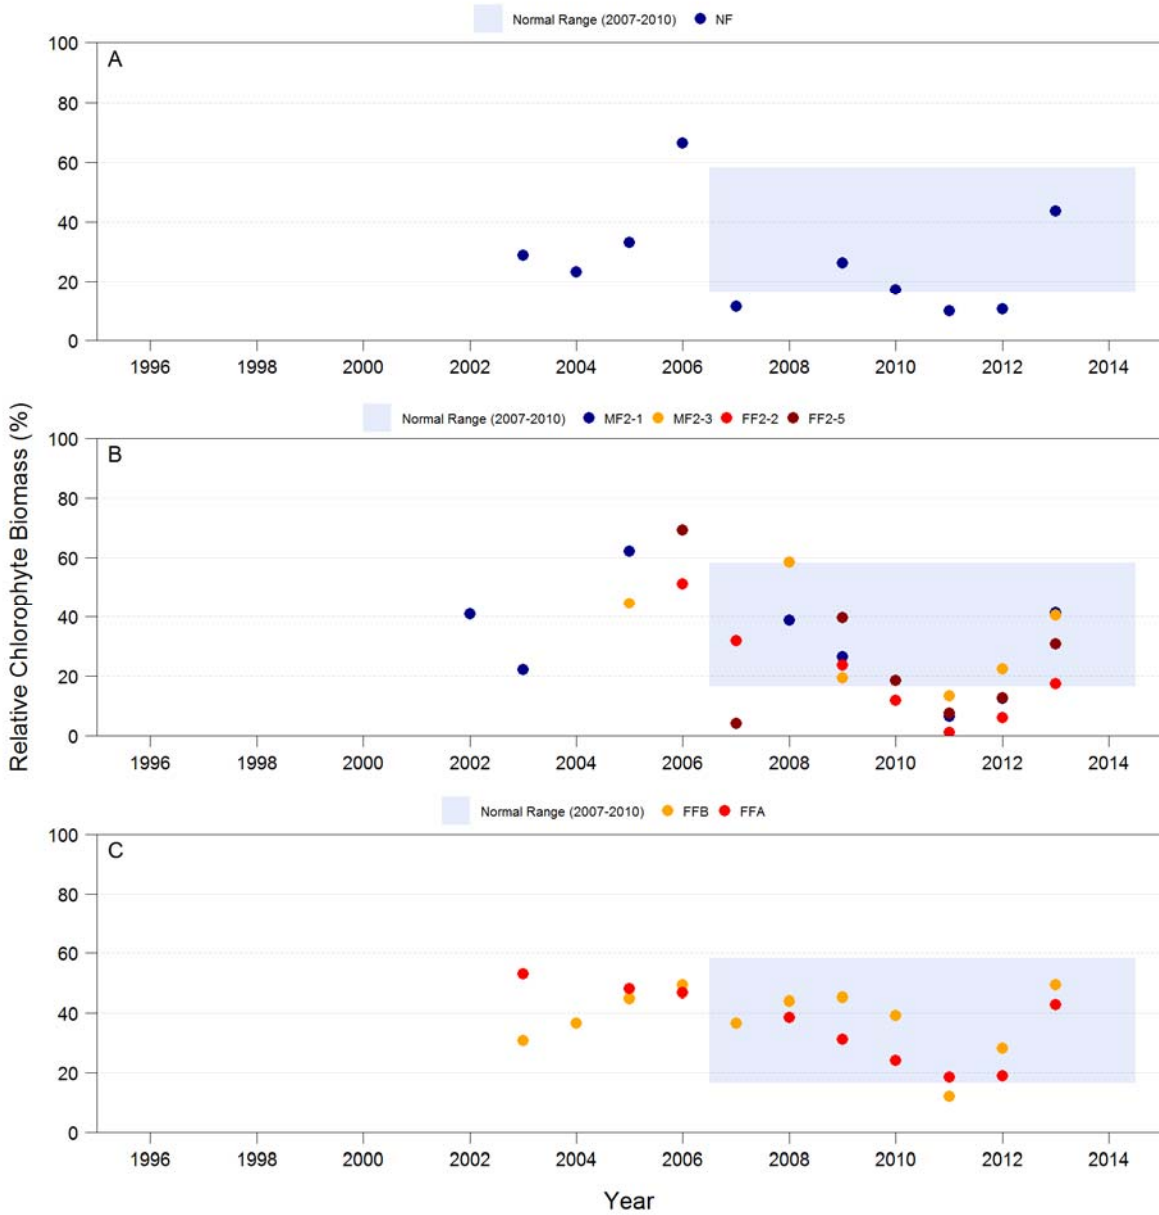 Normal Range (2007-2010) NF
A
100
80
60
40
20
0
1996 1998 2000 2002 2004 2006 2008 2010 2012 2014
Relative Chlorophyte Biomass (%)
Normal Range (2007-2010) MF2-1 MF2-3 FF2-2 FF2-5
B
100
80
60
40
20
0
1996 1998 2000 2002 2004 2006 2008 2010 2012 2014
Normal Range (2007-2010) FFB FFA
C
100
80
60
40
20
0
1996 1998 2000 2002 2004 2006 2008 2010 2012 2014
Year